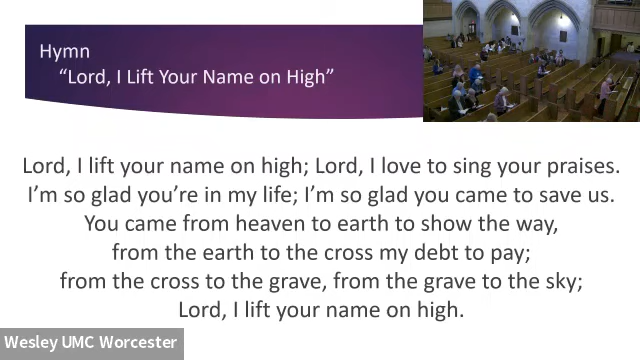 Hymn
“Lord, I Lift Your Name on High”
Lord, I lift your name on high; Lord, I love to sing your praises.
I’m so glad you’re in my life; I’m so glad you came to save us.
You came from heaven to earth to show the way,
from the earth to the cross my debt to pay;
from the cross to the grave, from the grave to the sky;
Lord, I lift your name on high.
Wesley UMC Worcester